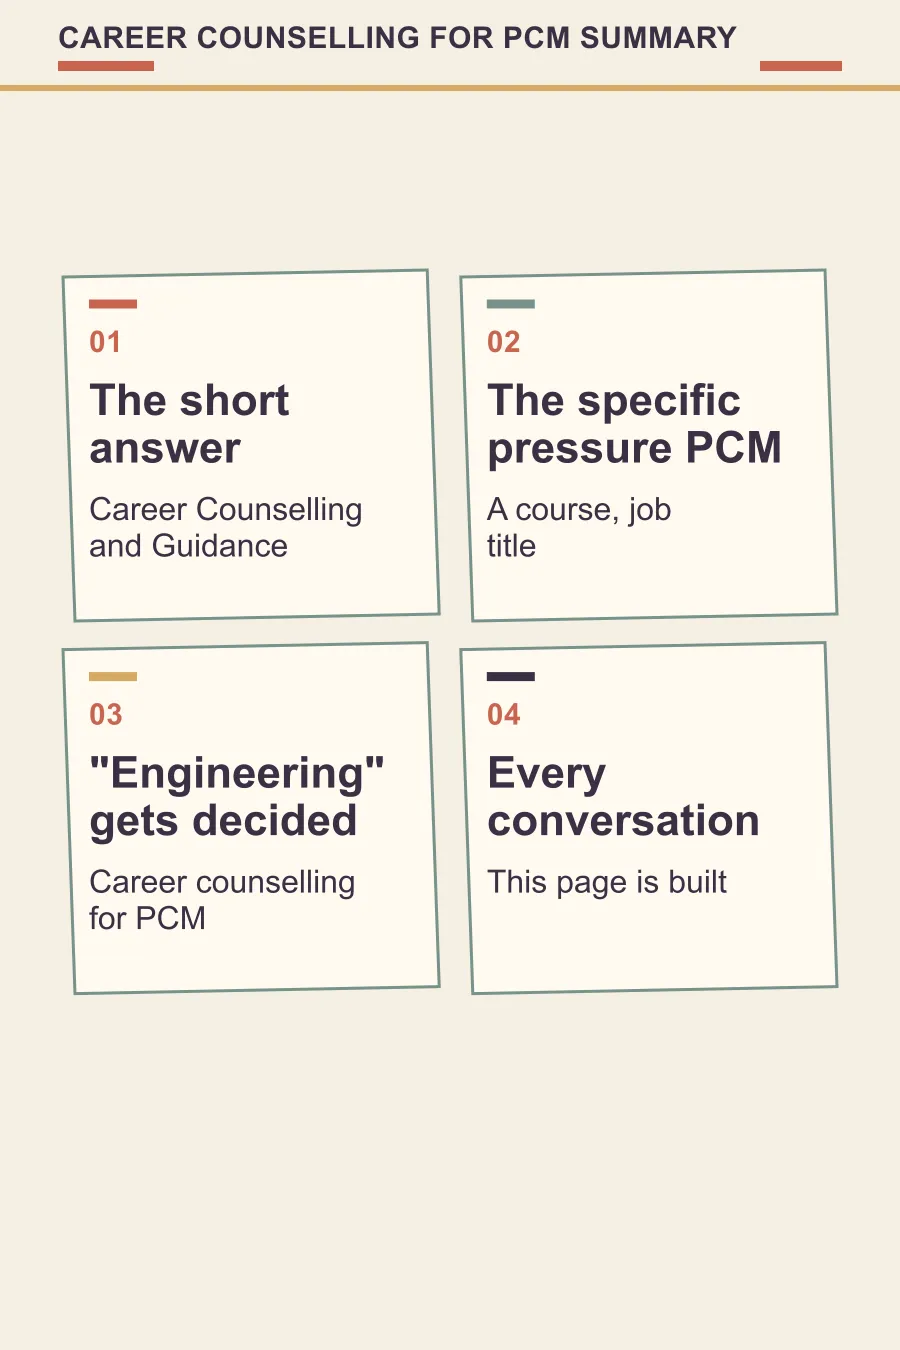 CAREER COUNSELLING FOR PCM SUMMARY
01
The short
answer
Career Counselling
and Guidance
02
The specific
pressure PCM
A course, job
title
03
"Engineering"
gets decided
Career counselling
for PCM
04
Every
conversation
This page is built